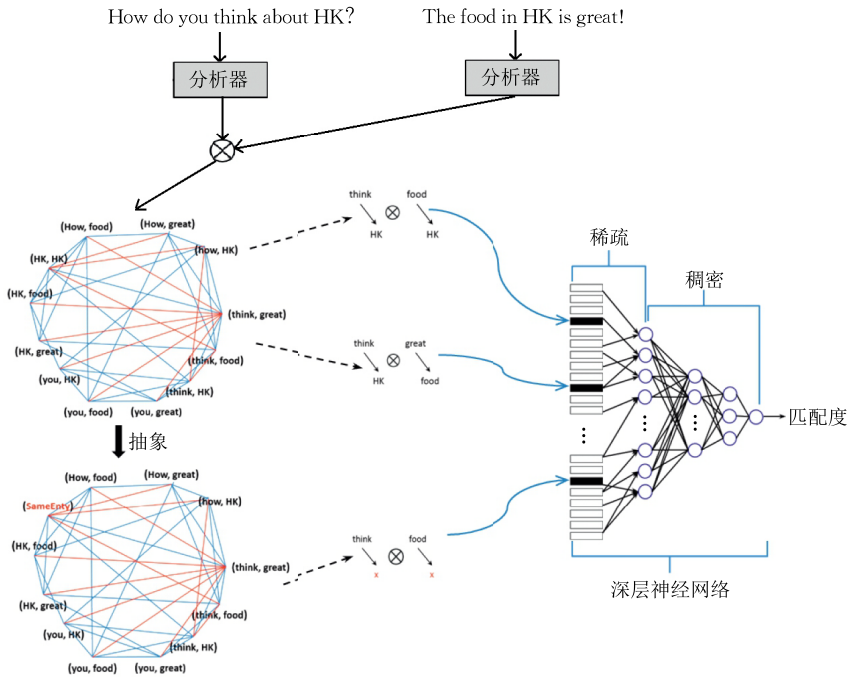 How do you think about HK?
The food in HK is great!
分析器
分析器
(How, food)
(How, great)
(HK, HK)
(how, HK)
(HK, food)
(think, great)
(HK, great)
(think, food)
(you, HK)
(think, HK)
(you, food)
(you, great)
抽象
(How, food)
(How, great)
(SameEnty)
(how, HK)
(HK, food)
(think, great)
(HK, great)
(think, food)
(you, HK)
(think, HK)
(you, food)
(you, great)
think
food
HK
HK
think
great
HK
food
think
food
x
x
稀疏
稠密
匹配度
深层神经网络